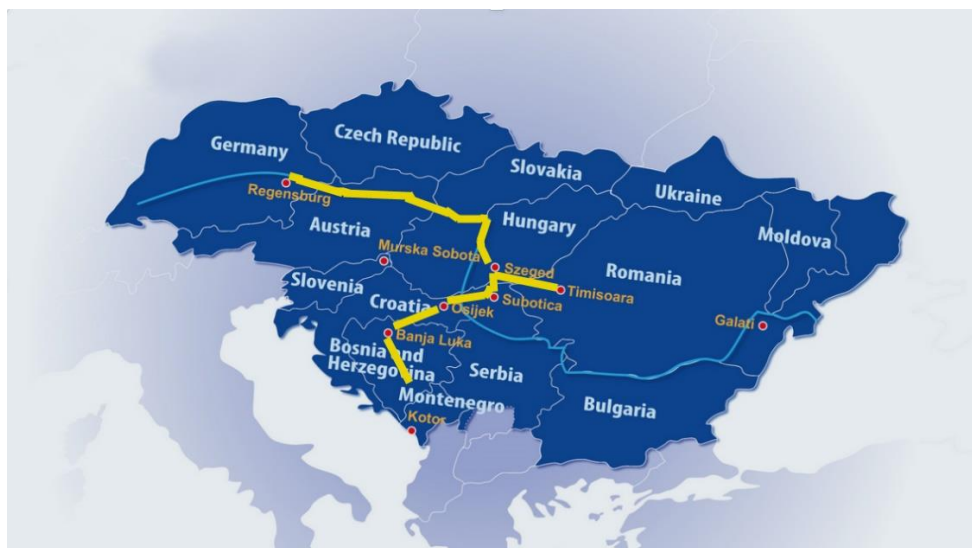 Czech Republic
Germany
Slovakia
Regensburg
Ukraine
Hungary
Austria
Moldova
Murska Sobota
Szeged
Romania
Slovenia
Timisoara
Croatia
Osijek
Subotica
Galati
Banja Luka
Bosnia and
Herzegovina
Serbia
Montenegro
Bulgaria
Kotor